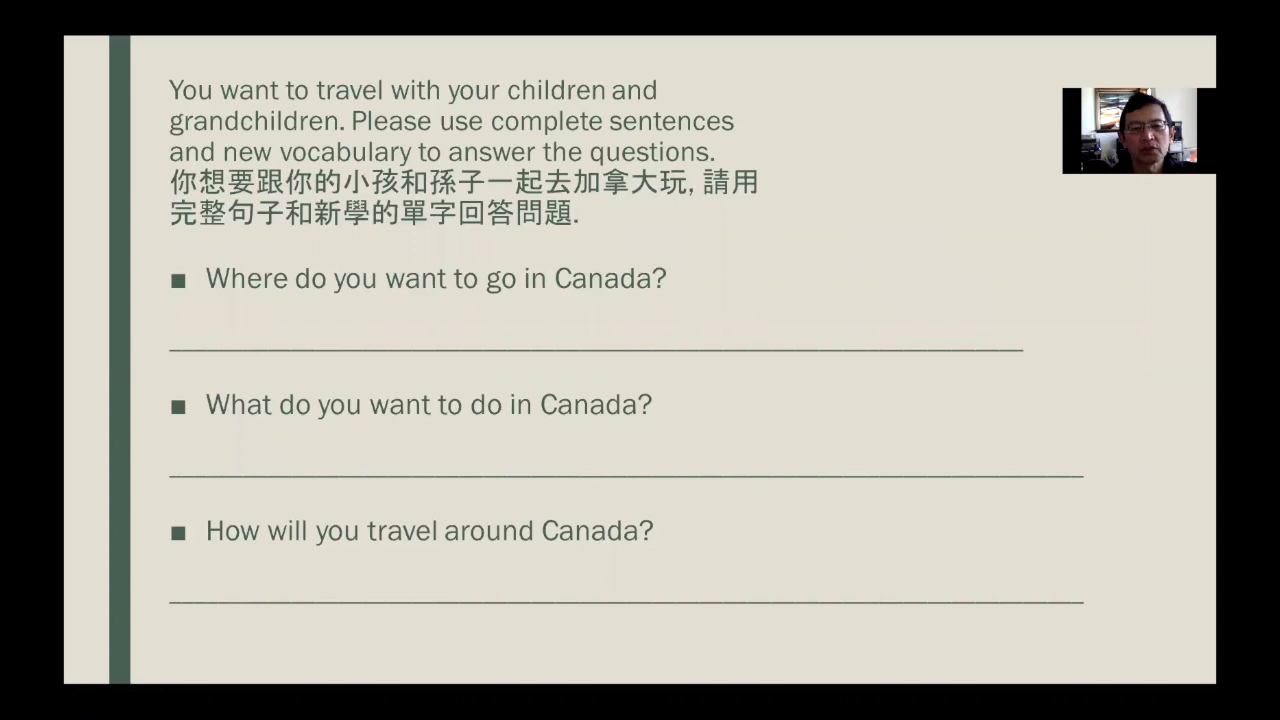 You want to travel with your children and
grandchildren. Please use complete sentences
and new vocabulary to answer the questions.
你想要跟你的小孩和孫子一起去加拿大玩, 請用
完整句子和新學的單字回答問題.
■ Where do you want to go in Canada?
■ What do you want to do in Canada?
■ How will you travel around Canada?